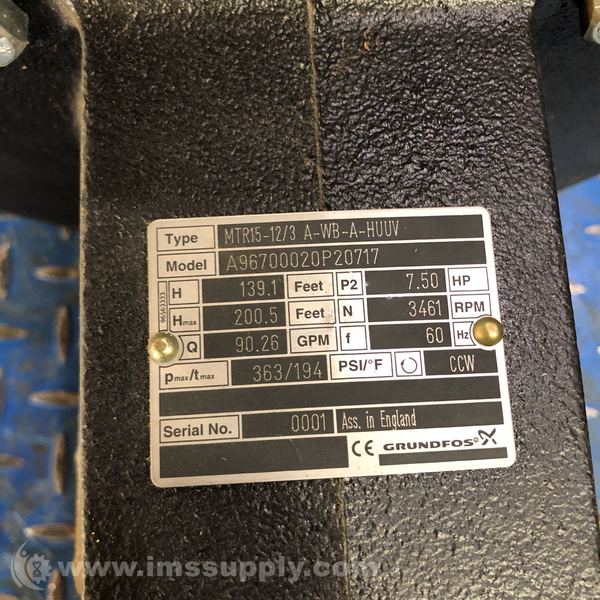 Type MTR15-12/3 A-WB-A-HUUV
Model A96700020P20717
H 139.1 Feet P2 7.50 HP
Hmax 200.5 Feet N 3461 RPM
Q 90.26 GPM f 60 Hz
pmax/tmax 363/194 PSI/°F CCW
96563333
Serial No. 0001 Ass. in England
CE GRUNDFOS
www.imssupply.com